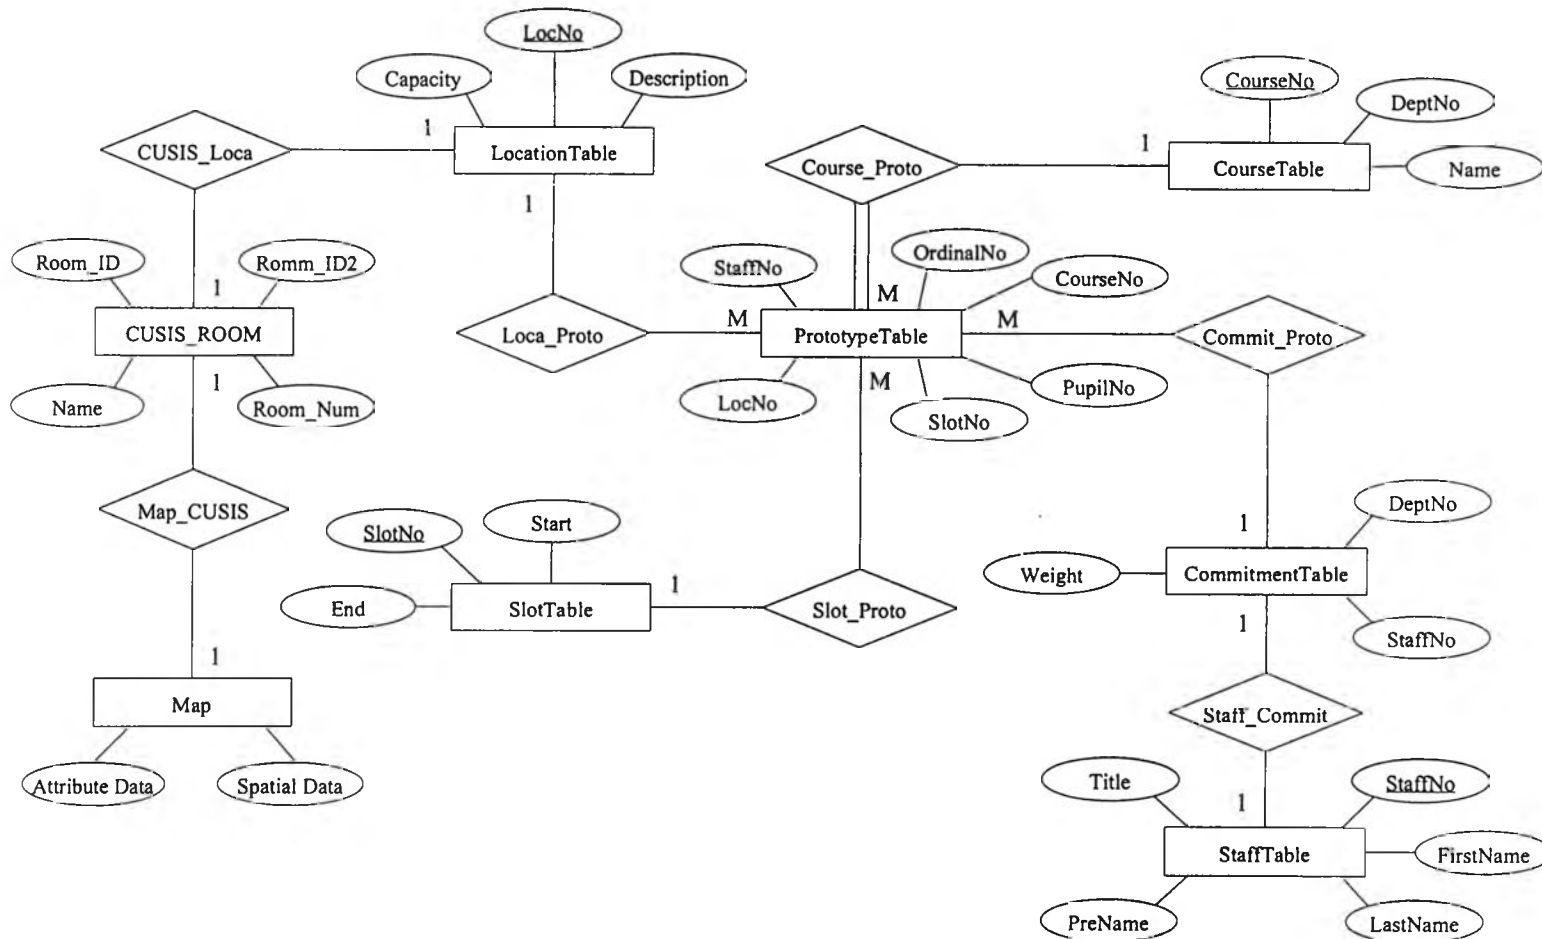 LocNo
Capacity
Description
CourseNo
DeptNo
1
LocationTable
CUSIS_Loca
1
Course_Proto
1
CourseTable
Name
Room_ID
Romm_ID2
StaffNo
OrdinalNo
CourseNo
1
M
CUSIS_ROOM
Loca_Proto
M
PrototypeTable
M
Commit_Proto
1
M
Name
Room_Num
LocNo
SlotNo
PupilNo
Map_CUSIS
SlotNo
Start
DeptNo
1
End
SlotTable
1
Slot_Proto
Weight
CommitmentTable
1
StaffNo
1
Map
Staff_Commit
Attribute Data
Spatial Data
Title
StaffNo
1
StaffTable
FirstName
PreName
LastName